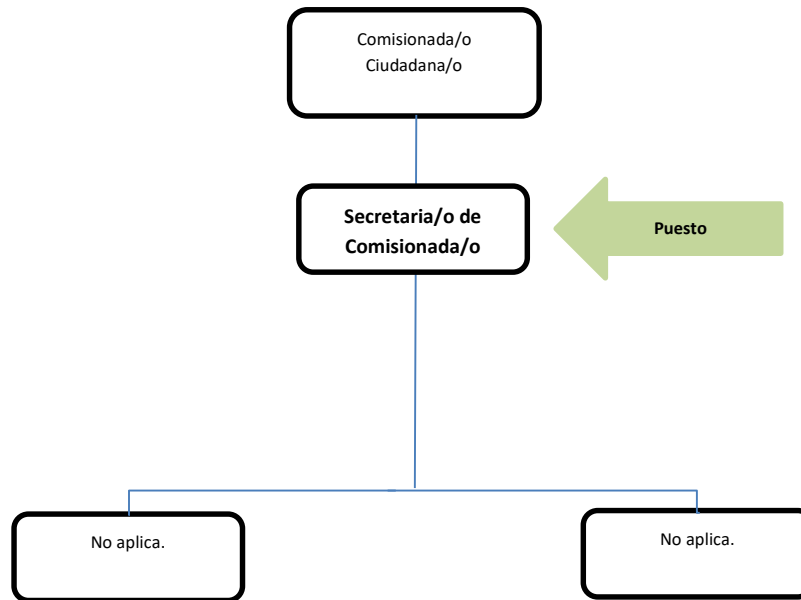 Comisionada/o
Ciudadana/o
Secretaria/o de
Comisionada/o
Puesto
No aplica.
No aplica.